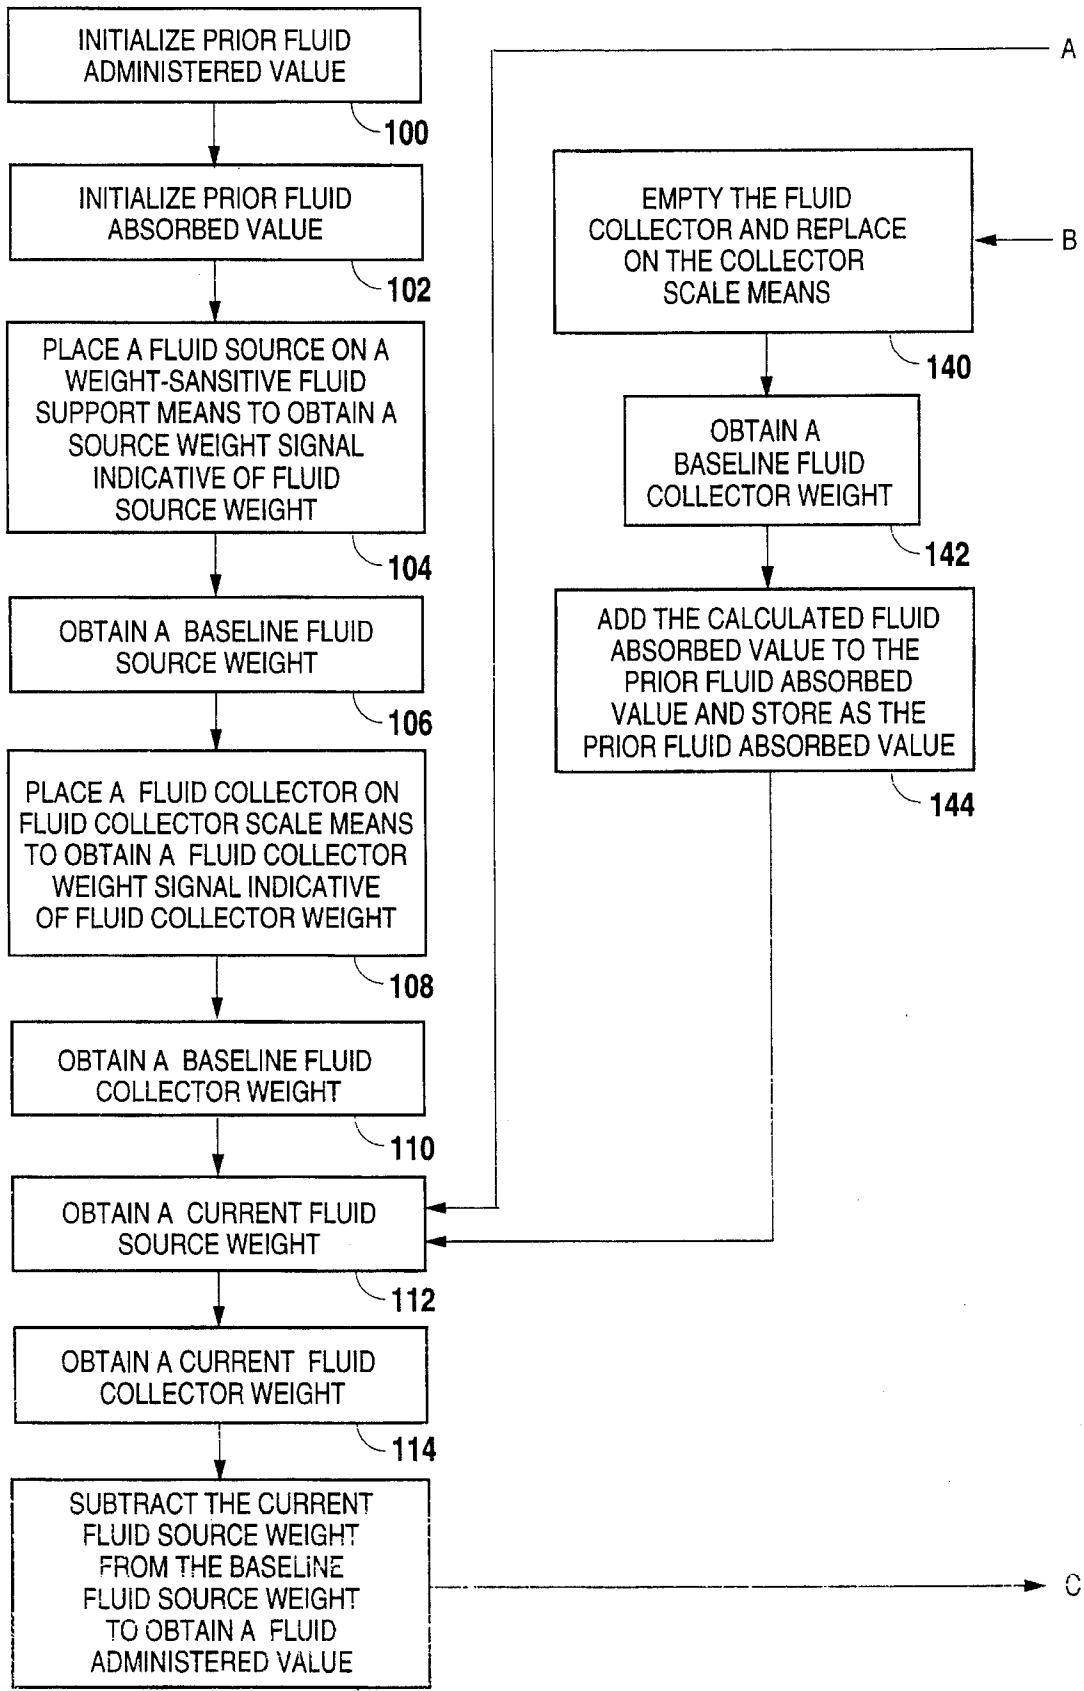 INITIALIZE PRIOR FLUID
ADMINISTERED VALUE
100
INITIALIZE PRIOR FLUID
ABSORBED VALUE
102
PLACE A FLUID SOURCE ON A
WEIGHT-SANSITIVE FLUID
SUPPORT MEANS TO OBTAIN A
SOURCE WEIGHT SIGNAL
INDICATIVE OF FLUID
SOURCE WEIGHT
104
OBTAIN A BASELINE FLUID
SOURCE WEIGHT
106
PLACE A FLUID COLLECTOR ON
FLUID COLLECTOR SCALE MEANS
TO OBTAIN A FLUID COLLECTOR
WEIGHT SIGNAL INDICATIVE
OF FLUID COLLECTOR WEIGHT
108
OBTAIN A BASELINE FLUID
COLLECTOR WEIGHT
110
OBTAIN A CURRENT FLUID
SOURCE WEIGHT
112
OBTAIN A CURRENT FLUID
COLLECTOR WEIGHT
114
SUBTRACT THE CURRENT
FLUID SOURCE WEIGHT
FROM THE BASELINE
FLUID SOURCE WEIGHT
TO OBTAIN A FLUID
ADMINISTERED VALUE
A
EMPTY THE FLUID
COLLECTOR AND REPLACE
ON THE COLLECTOR
SCALE MEANS
B
140
OBTAIN A
BASELINE FLUID
COLLECTOR WEIGHT
142
ADD THE CALCULATED FLUID
ABSORBED VALUE TO THE
PRIOR FLUID ABSORBED
VALUE AND STORE AS THE
PRIOR FLUID ABSORBED VALUE
144
C